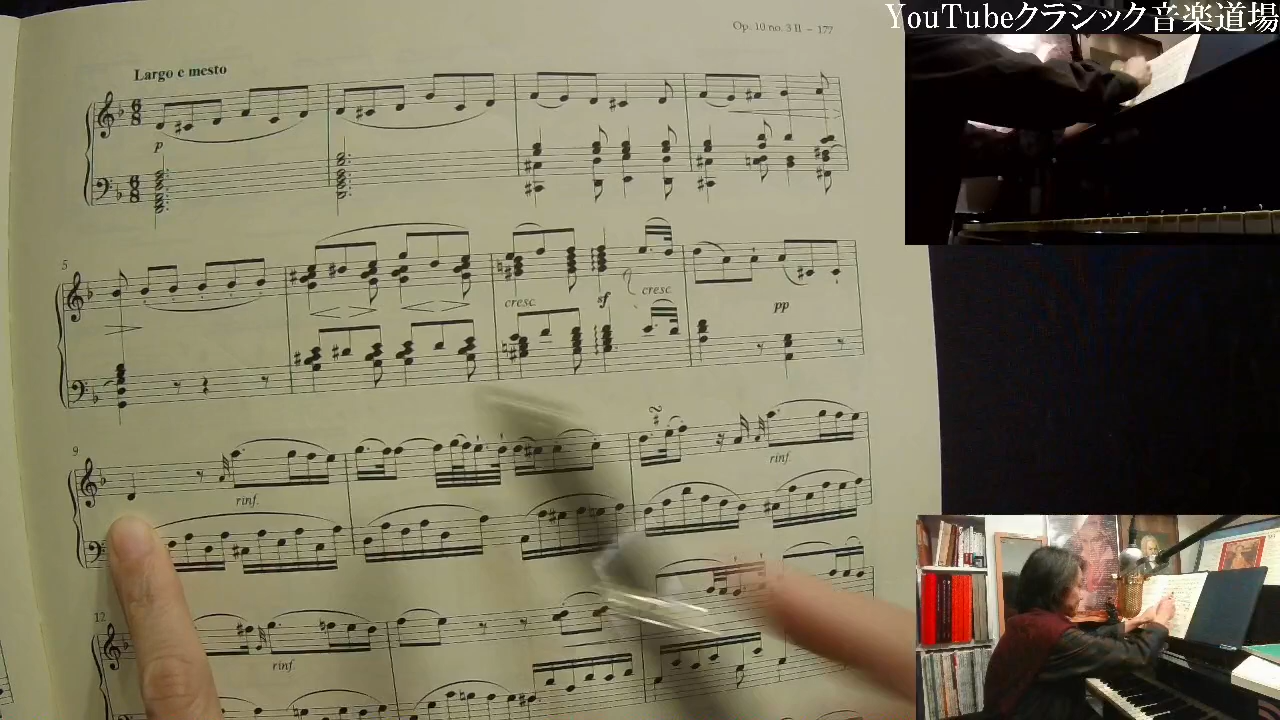 YouTubeクラシック音楽道場
Op. 10 no. 3 II – 177
Largo e mesto
p
5
cresc
sf
cresc
pp
9
rinf.
rinf.
12
rinf.